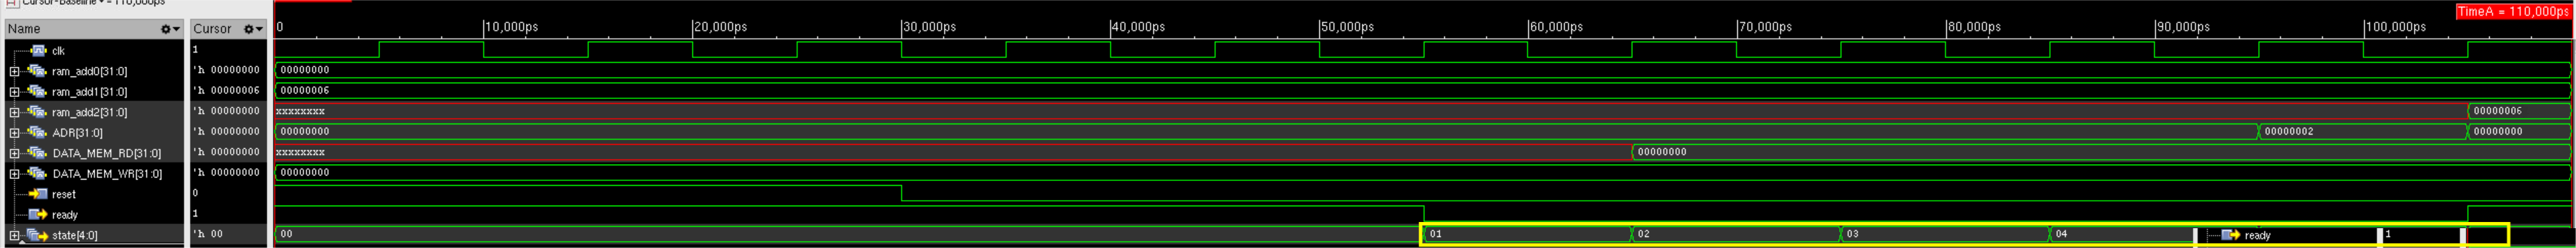 Cursor-Baseline = 110,000ps
Name Cursor 0 10,000ps 20,000ps 30,000ps 40,000ps 50,000ps 60,000ps 70,000ps 80,000ps 90,000ps 100,000ps TimeA = 110,000ps
clk 1
ram_add0[31:0] 'h 00000000 00000000
ram_add1[31:0] 'h 00000006 00000006
ram_add2[31:0] 'h 00000000 xxxxxxxx 00000006
ADR[31:0] 'h 00000000 00000000 00000002 00000000
DATA_MEM_RD[31:0] 'h 00000000 xxxxxxxx 00000000
DATA_MEM_WR[31:0] 'h 00000000 00000000
reset 0
ready 1
state[4:0] 'h 00 00 01 02 03 04 ready 1